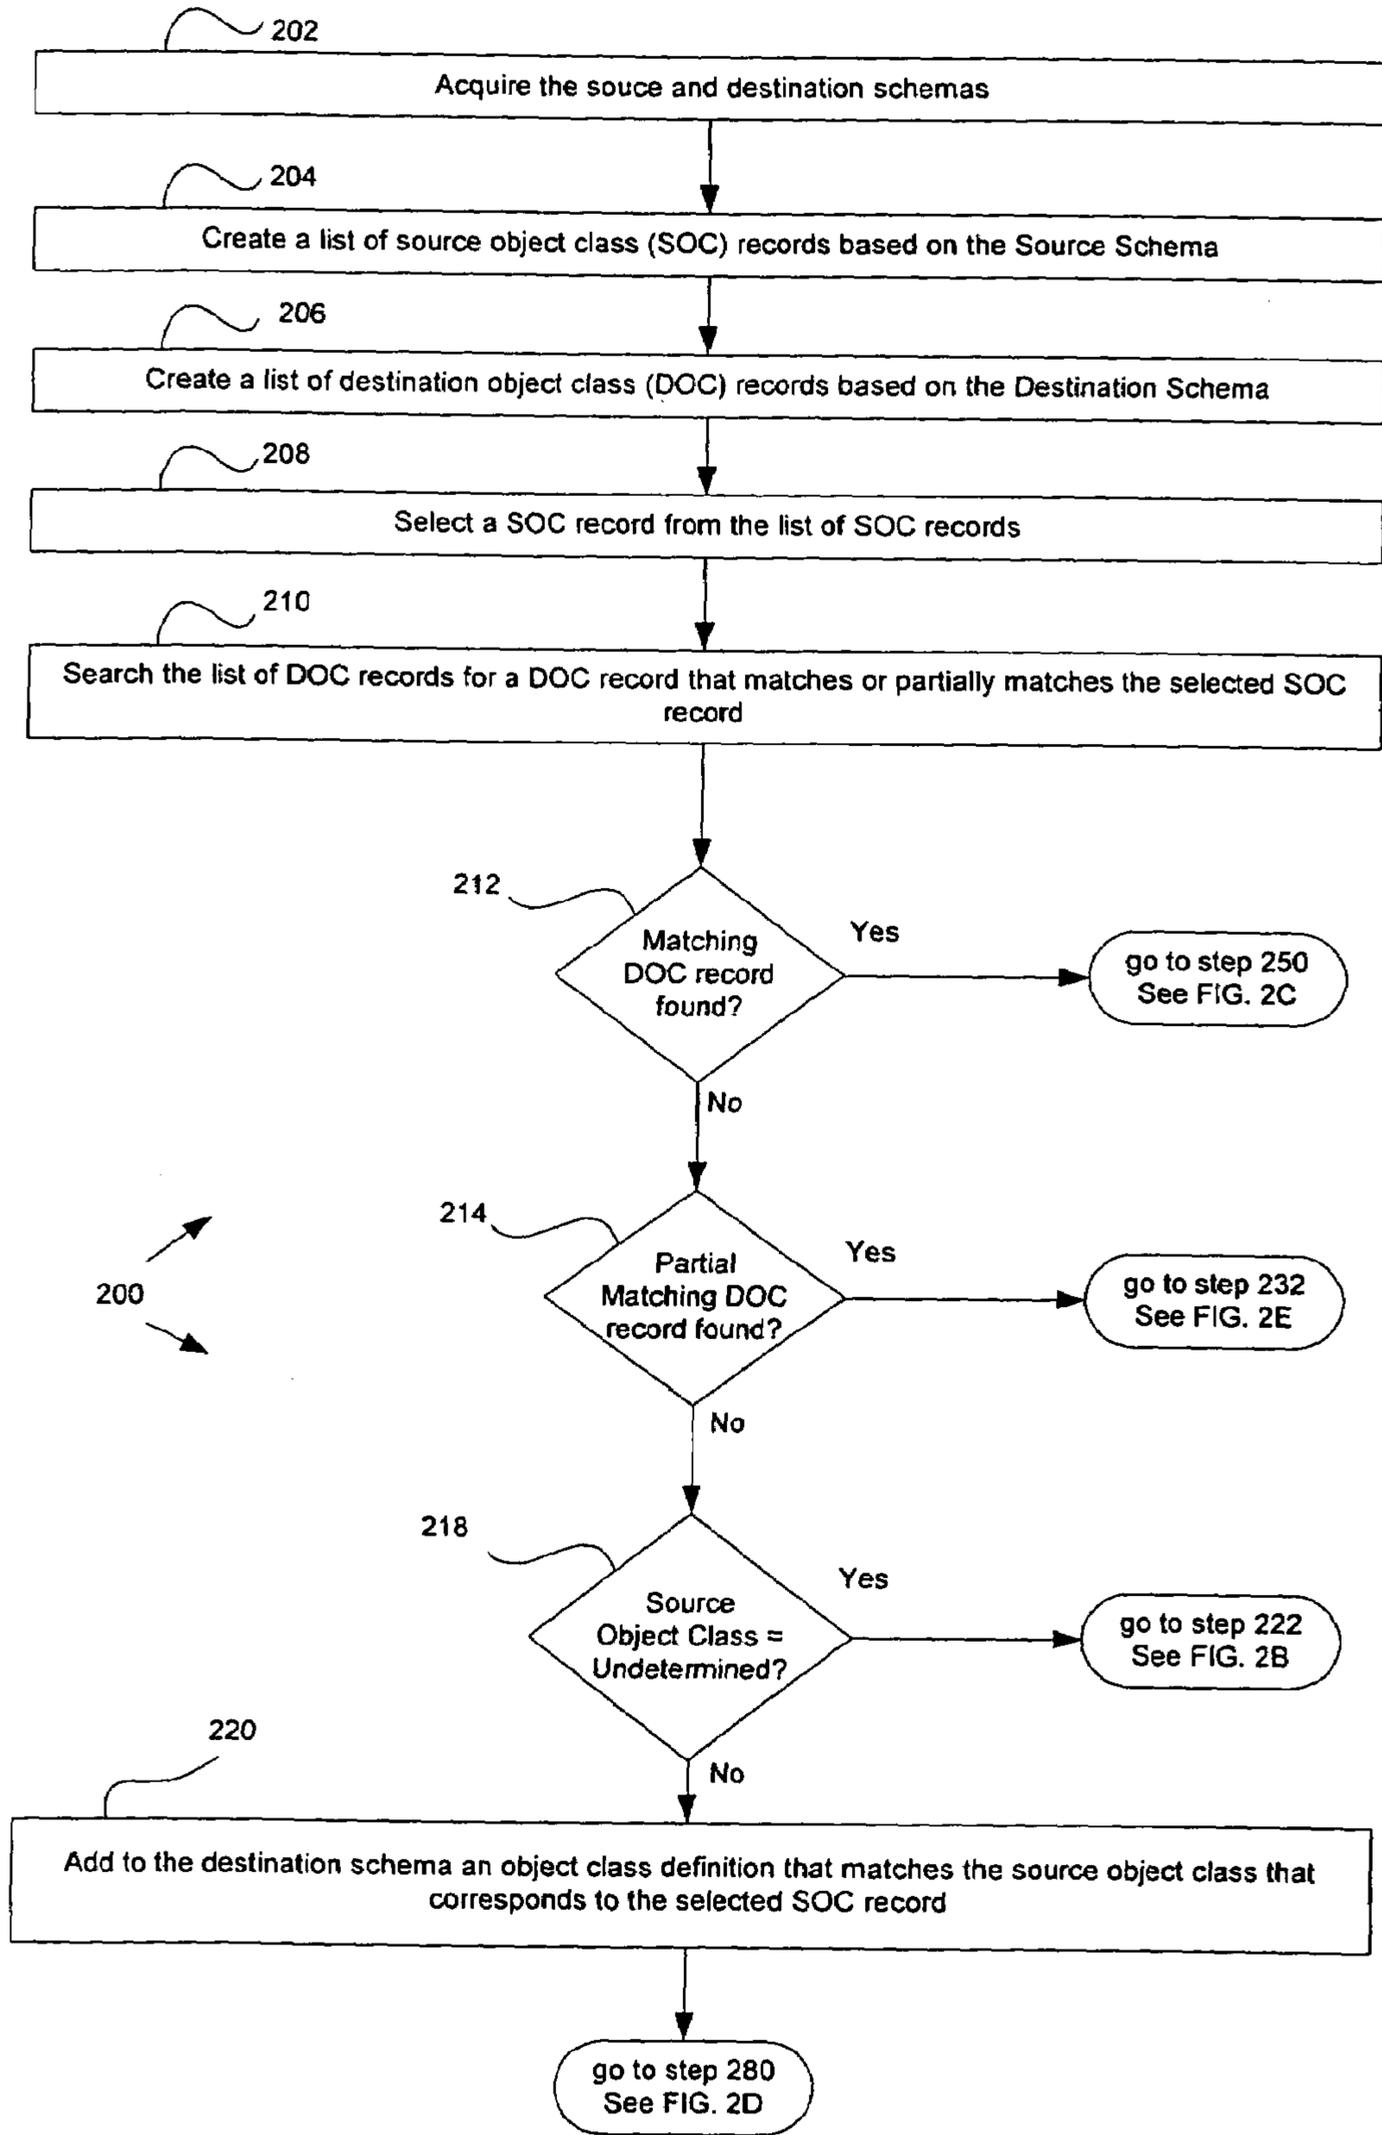 202
Acquire the souce and destination schemas
204
Create a list of source object class (SOC) records based on the Source Schema
206
Create a list of destination object class (DOC) records based on the Destination Schema
208
Select a SOC record from the list of SOC records
210
Search the list of DOC records for a DOC record that matches or partially matches the selected SOC
record
212
Matching
DOC record
found?
Yes
go to step 250
See FIG. 2C
No
214
Partial
Matching DOC
record found?
Yes
go to step 232
See FIG. 2E
200
No
218
Source
Object Class =
Undetermined?
Yes
go to step 222
See FIG. 2B
No
220
Add to the destination schema an object class definition that matches the source object class that
corresponds to the selected SOC record
go to step 280
See FIG. 2D